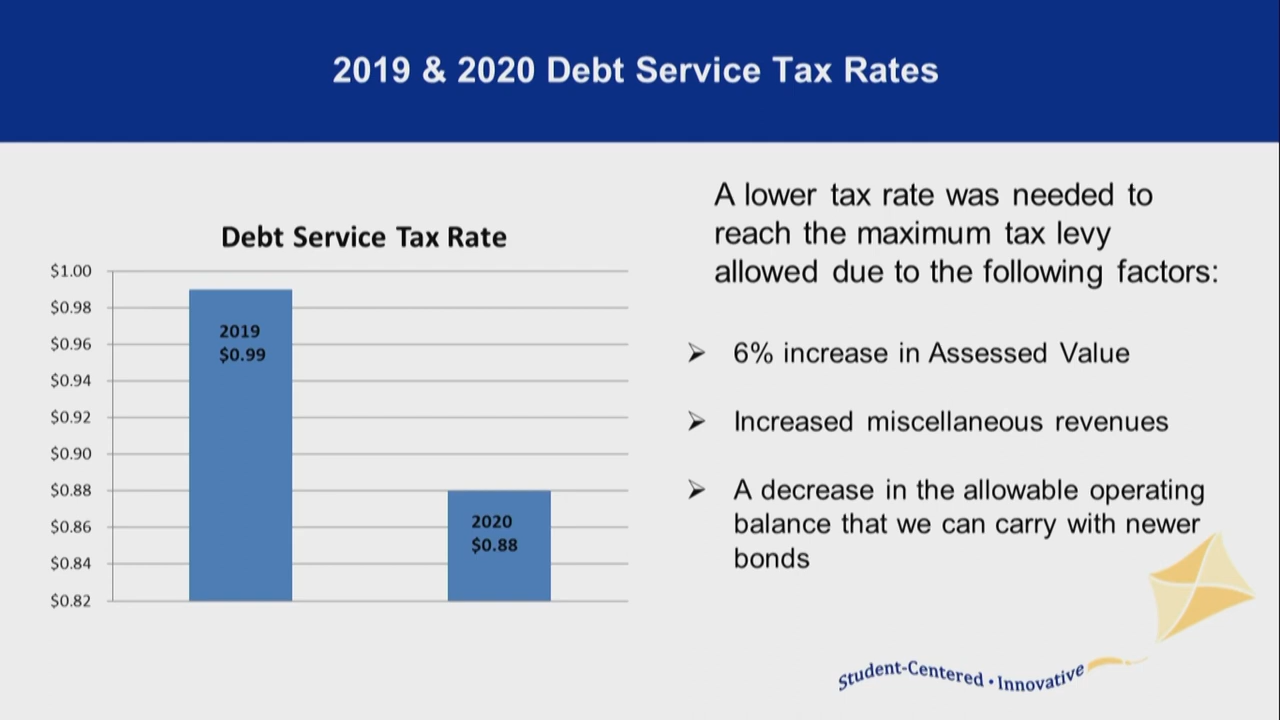 2019 & 2020 Debt Service Tax Rates
Debt Service Tax Rate
$1.00
$0.98
$0.96
$0.94
$0.92
$0.90
$0.88
$0.86
$0.84
$0.82
2019
$0.99
2020
$0.88
A lower tax rate was needed to
reach the maximum tax levy
allowed due to the following factors:
➢ 6% increase in Assessed Value
➢ Increased miscellaneous revenues
➢ A decrease in the allowable operating
balance that we can carry with newer
bonds
Student-Centered • Innovative